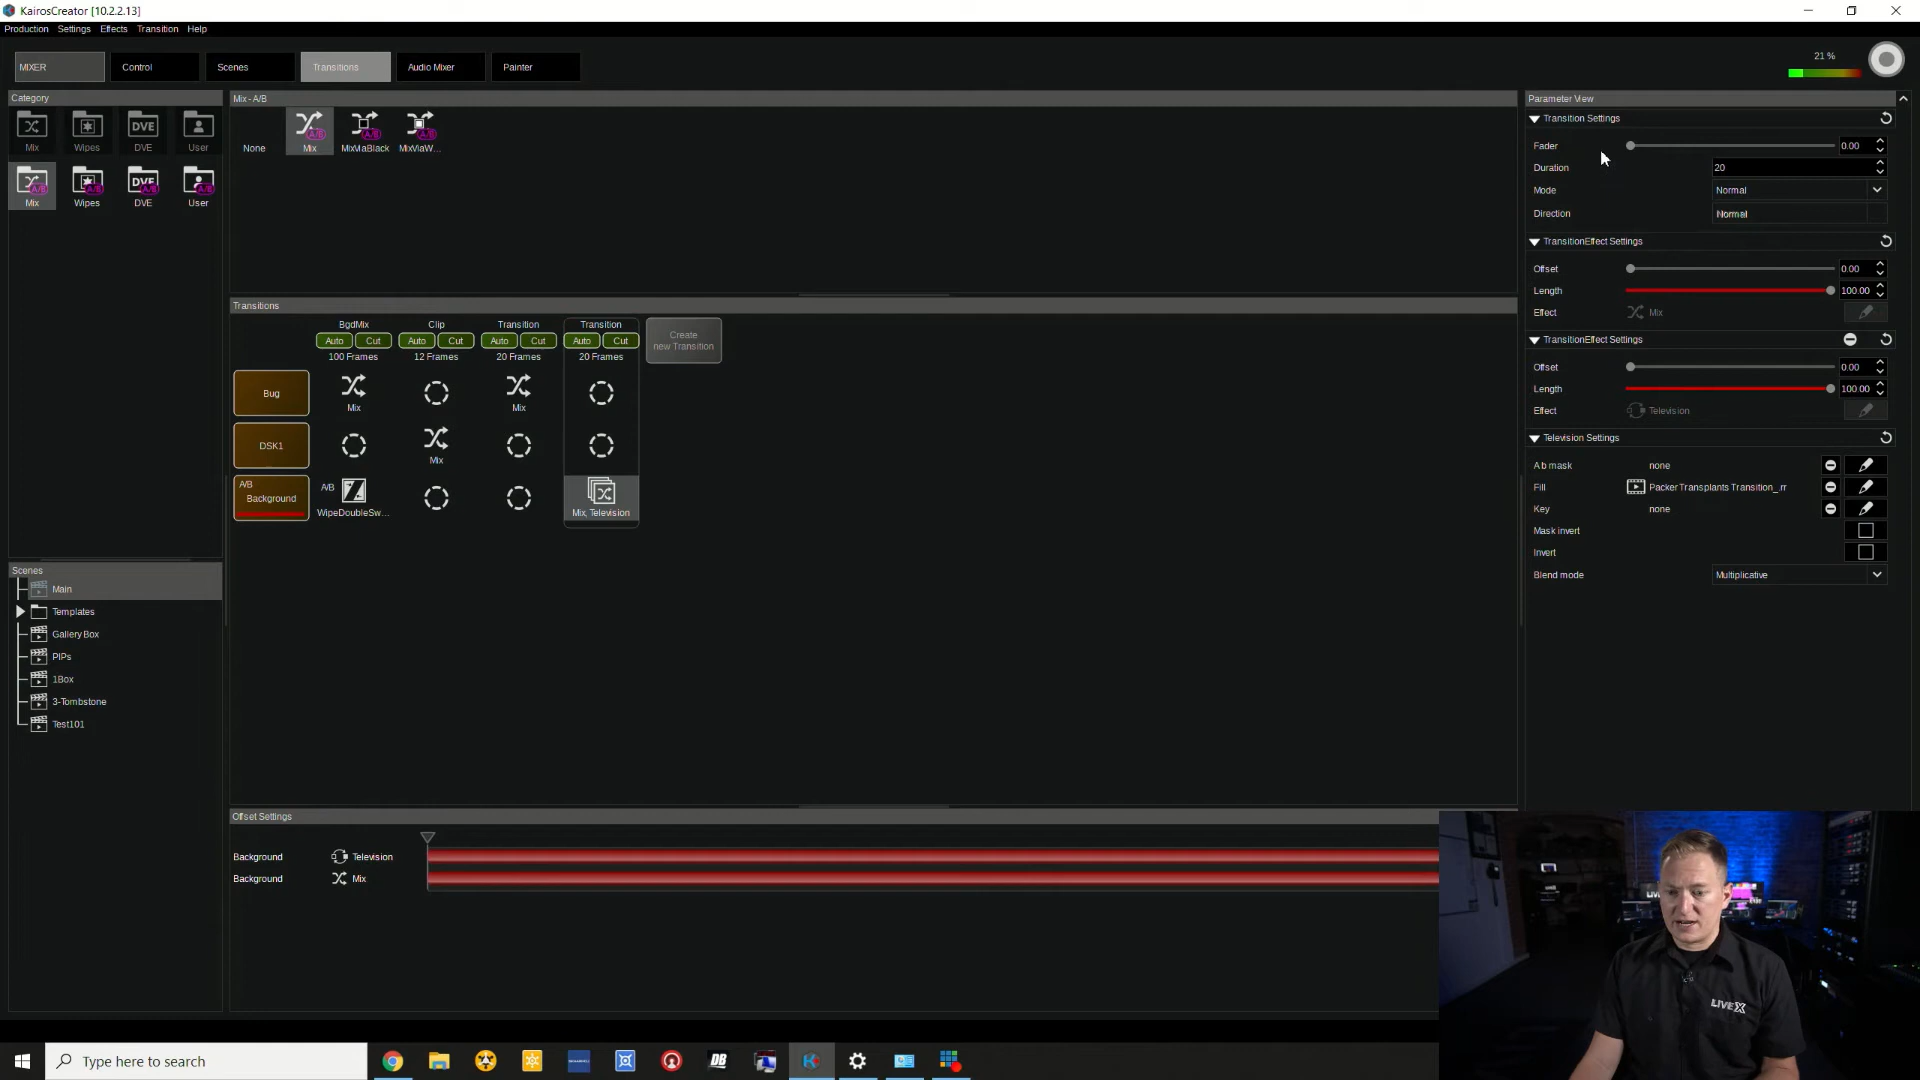 KairosCreator [10.2.2.13]
Production Settings Effects Transition Help
MIXER Control Scenes Transitions Audio Mixer Painter
21 %
Category
Mix Wipes DVE User
Mix Wipes DVE User
Mix - A/B
None Mix MixViaBlack MixViaW...
Transitions
BgdMix Clip Transition Transition
Auto Cut Auto Cut Auto Cut Auto Cut
100 Frames 12 Frames 20 Frames 20 Frames
Create
new Transition
Bug Mix Mix
DSK1 Mix
A/B
Background A/B WipeDoubleSw... Mix, Television
Scenes
Main
Templates
Gallery Box
PIPs
1Box
3-Tombstone
Test101
Offset Settings
Background Television
Background Mix
Parameter View
Transition Settings
Fader 0.00
Duration 20
Mode Normal
Direction Normal
TransitionEffect Settings
Offset 0.00
Length 100.00
Effect Mix
TransitionEffect Settings
Offset 0.00
Length 100.00
Effect Television
Television Settings
A b mask none
Fill Packer Transplants Transition_.rr
Key none
Mask invert
Invert
Blend mode Multiplicative
LIVEX
Type here to search
DB